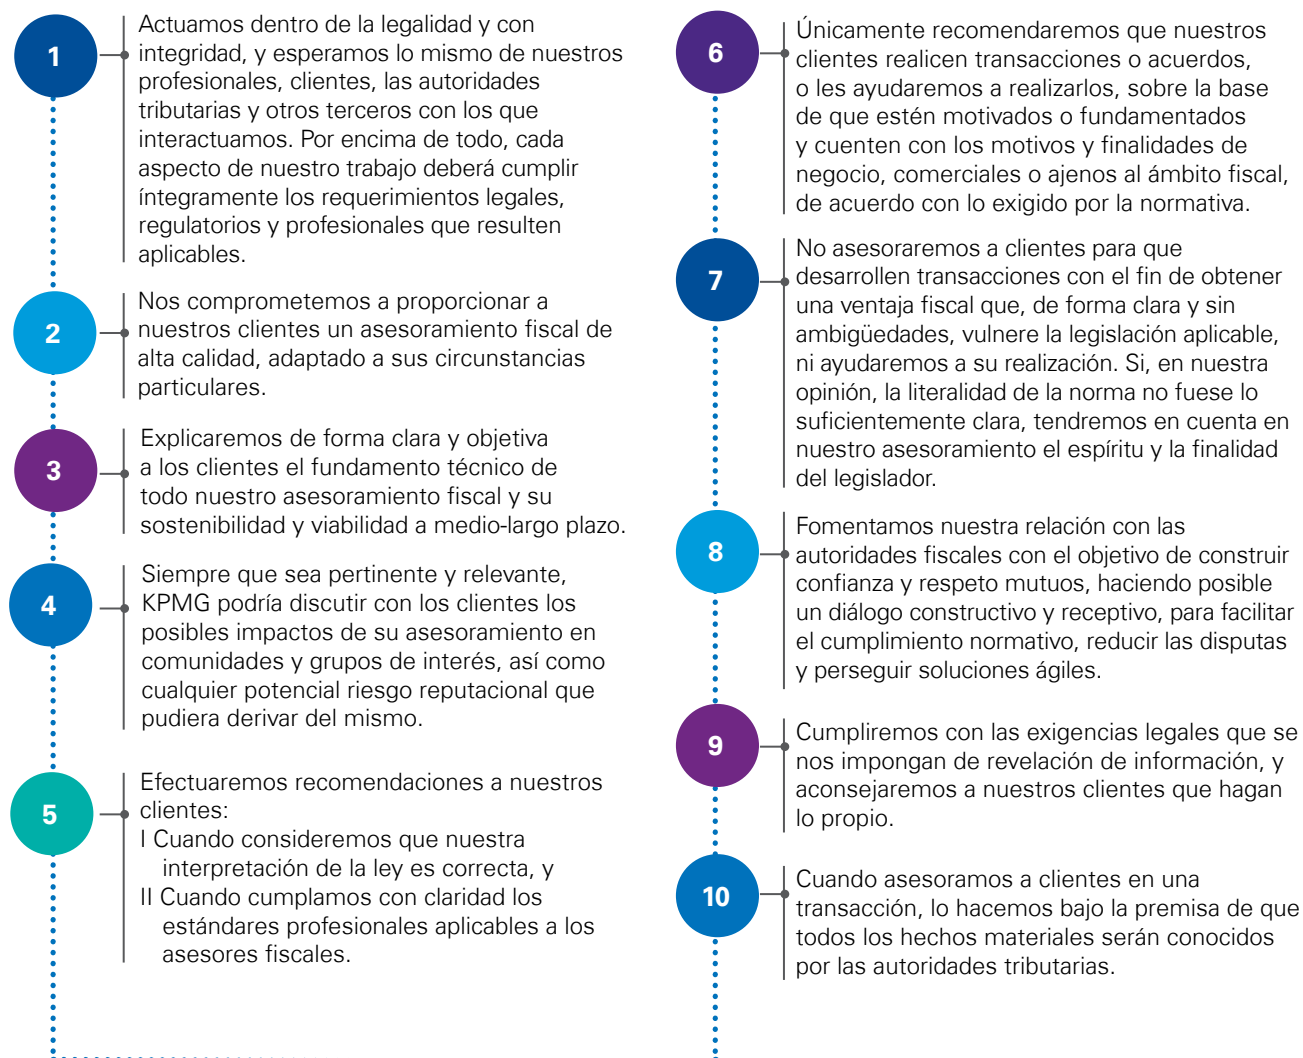 1
Actuamos dentro de la legalidad y con
integridad, y esperamos lo mismo de nuestros
profesionales, clientes, las autoridades
tributarias y otros terceros con los que
interactuamos. Por encima de todo, cada
aspecto de nuestro trabajo deberá cumplir
íntegramente los requerimientos legales,
regulatorios y profesionales que resulten
aplicables.
2
Nos comprometemos a proporcionar a
nuestros clientes un asesoramiento fiscal de
alta calidad, adaptado a sus circunstancias
particulares.
3
Explicaremos de forma clara y objetiva
a los clientes el fundamento técnico de
todo nuestro asesoramiento fiscal y su
sostenibilidad y viabilidad a medio-largo plazo.
4
Siempre que sea pertinente y relevante,
KPMG podría discutir con los clientes los
posibles impactos de su asesoramiento en
comunidades y grupos de interés, así como
cualquier potencial riesgo reputacional que
pudiera derivar del mismo.
5
Efectuaremos recomendaciones a nuestros
clientes:
I Cuando consideremos que nuestra
interpretación de la ley es correcta, y
II Cuando cumplamos con claridad los
estándares profesionales aplicables a los
asesores fiscales.
6
Únicamente recomendaremos que nuestros
clientes realicen transacciones o acuerdos,
o les ayudaremos a realizarlos, sobre la base
de que estén motivados o fundamentados
y cuenten con los motivos y finalidades de
negocio, comerciales o ajenos al ámbito fiscal,
de acuerdo con lo exigido por la normativa.
7
No asesoraremos a clientes para que
desarrollen transacciones con el fin de obtener
una ventaja fiscal que, de forma clara y sin
ambigüedades, vulnere la legislación aplicable,
ni ayudaremos a su realización. Si, en nuestra
opinión, la literalidad de la norma no fuese lo
suficientemente clara, tendremos en cuenta en
nuestro asesoramiento el espíritu y la finalidad
del legislador.
8
Fomentamos nuestra relación con las
autoridades fiscales con el objetivo de construir
confianza y respeto mutuos, haciendo posible
un diálogo constructivo y receptivo, para facilitar
el cumplimiento normativo, reducir las disputas
y perseguir soluciones ágiles.
9
Cumpliremos con las exigencias legales que se
nos impongan de revelación de información, y
aconsejaremos a nuestros clientes que hagan
lo propio.
10
Cuando asesoramos a clientes en una
transacción, lo hacemos bajo la premisa de que
todos los hechos materiales serán conocidos
por las autoridades tributarias.